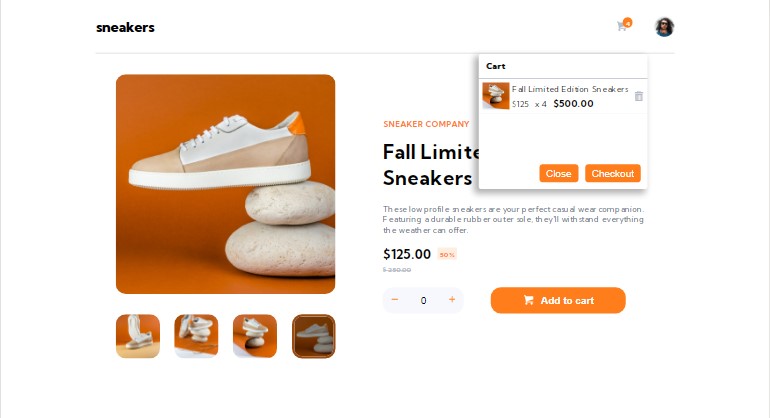 sneakers
4
Cart
Fall Limited Edition Sneakers
$125 x 4 $500.00
Close Checkout
SNEAKER COMPANY
Fall Limite
Sneakers
These low profile sneakers are your perfect casual wear companion.
Featuring a durable rubber outer sole, they'll withstand everything
the weather can offer.
$125.00 50%
$ 250.00
− 0 +
Add to cart